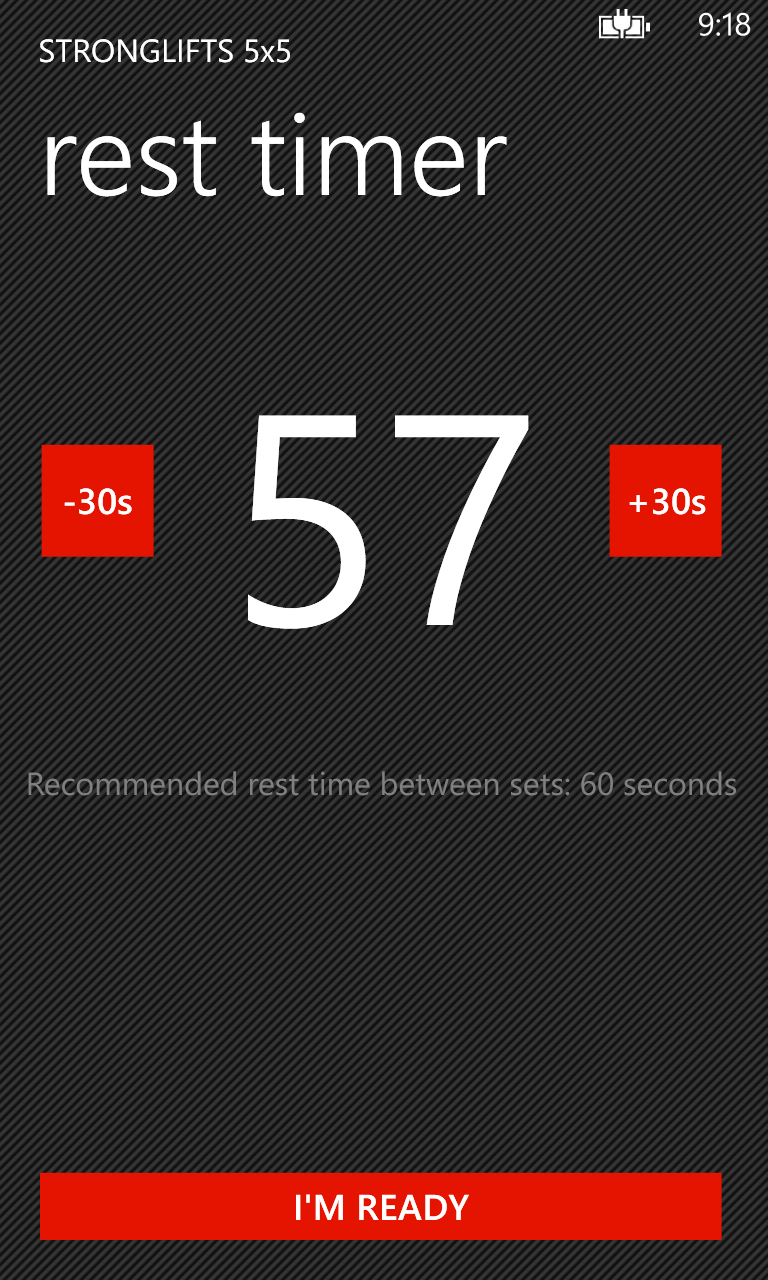 9:18
STRONGLIFTS 5x5
rest timer
-30s
57
+30s
Recommended rest time between sets: 60 seconds
I'M READY